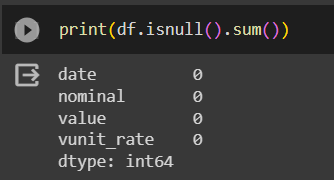 print(df.isnull().sum())
date 0
nominal 0
value 0
vunit_rate 0
dtype: int64